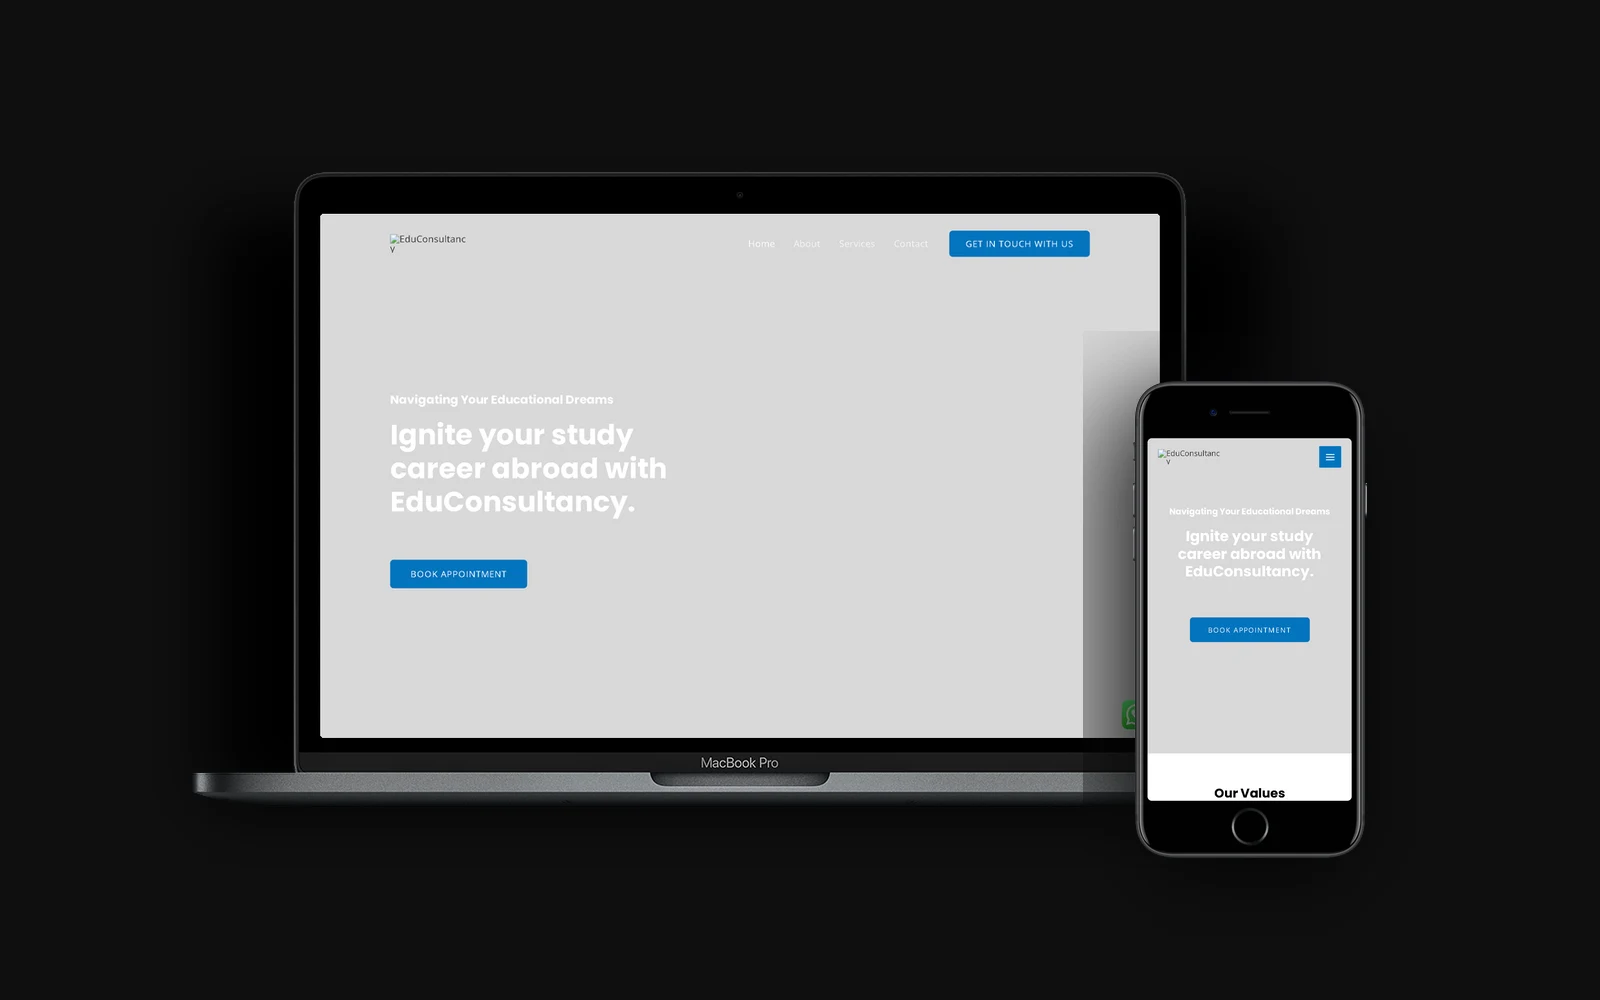 EduConsultanc
y
Home About Services Contact GET IN TOUCH WITH US
Navigating Your Educational Dreams
Ignite your study
career abroad with
EduConsultancy.
BOOK APPOINTMENT
MacBook Pro
EduConsultanc
y
Navigating Your Educational Dreams
Ignite your study
career abroad with
EduConsultancy.
BOOK APPOINTMENT
Our Values